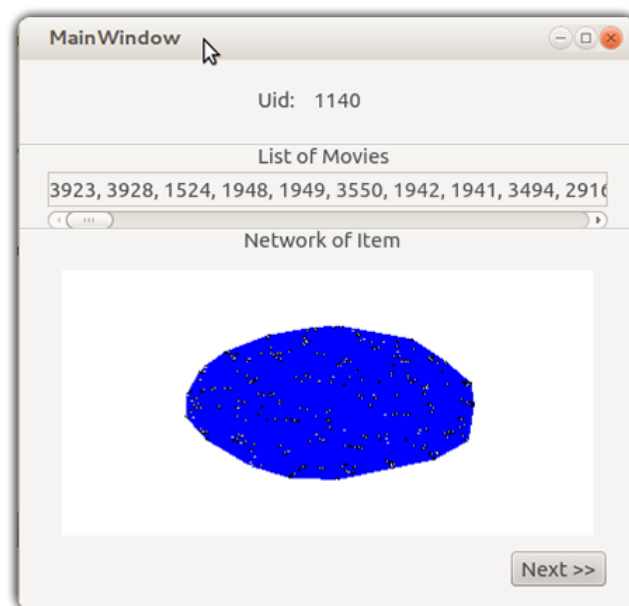 MainWindow
Uid: 1140
List of Movies
3923, 3928, 1524, 1948, 1949, 3550, 1942, 1941, 3494, 2916
Network of Item
Next >>